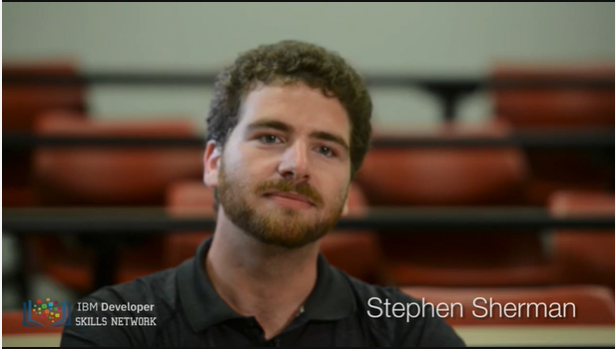 IBM Developer
SKILLS NETWORK
Stephen Sherman